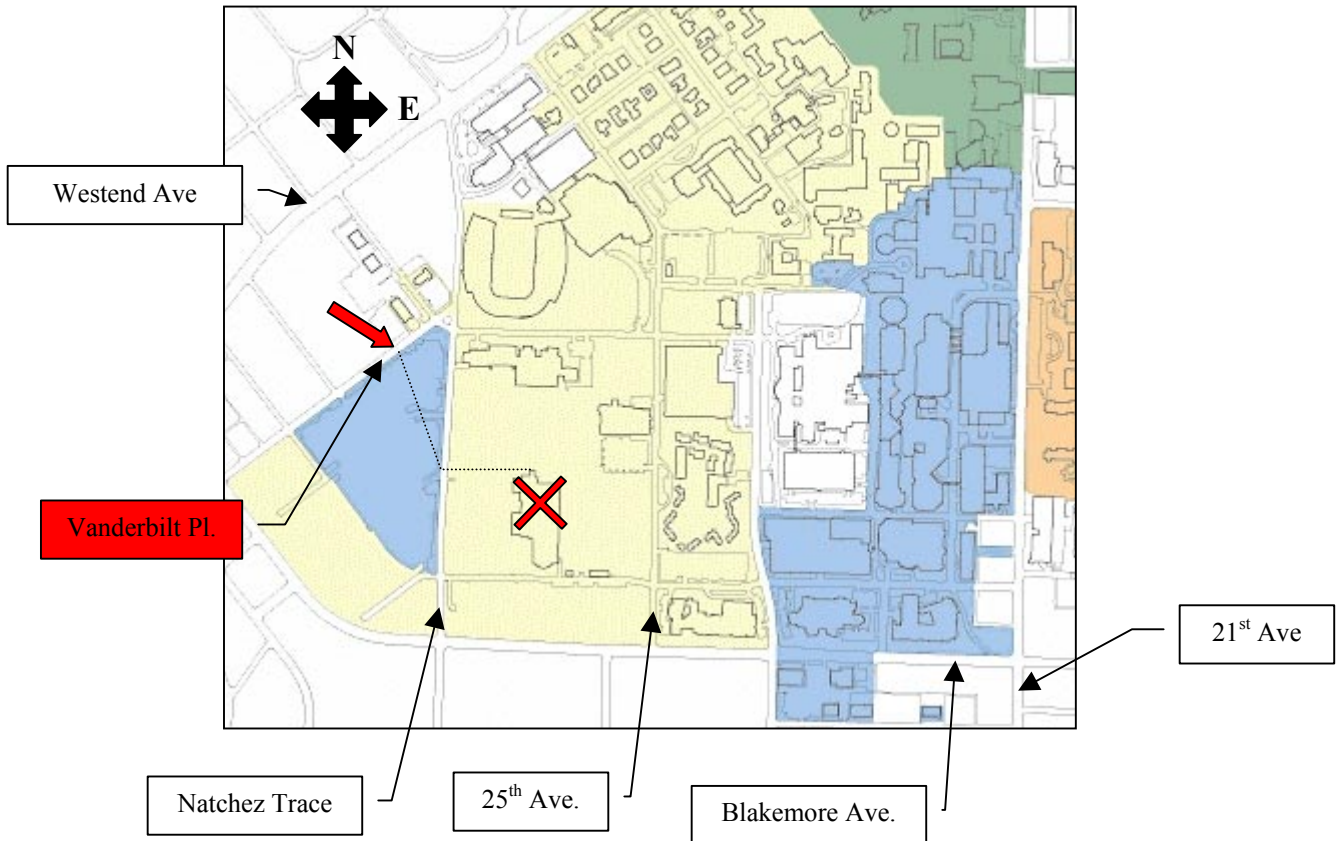 N
E
Westend Ave
Vanderbilt Pl.
21st Ave
Natchez Trace
25th Ave.
Blakemore Ave.